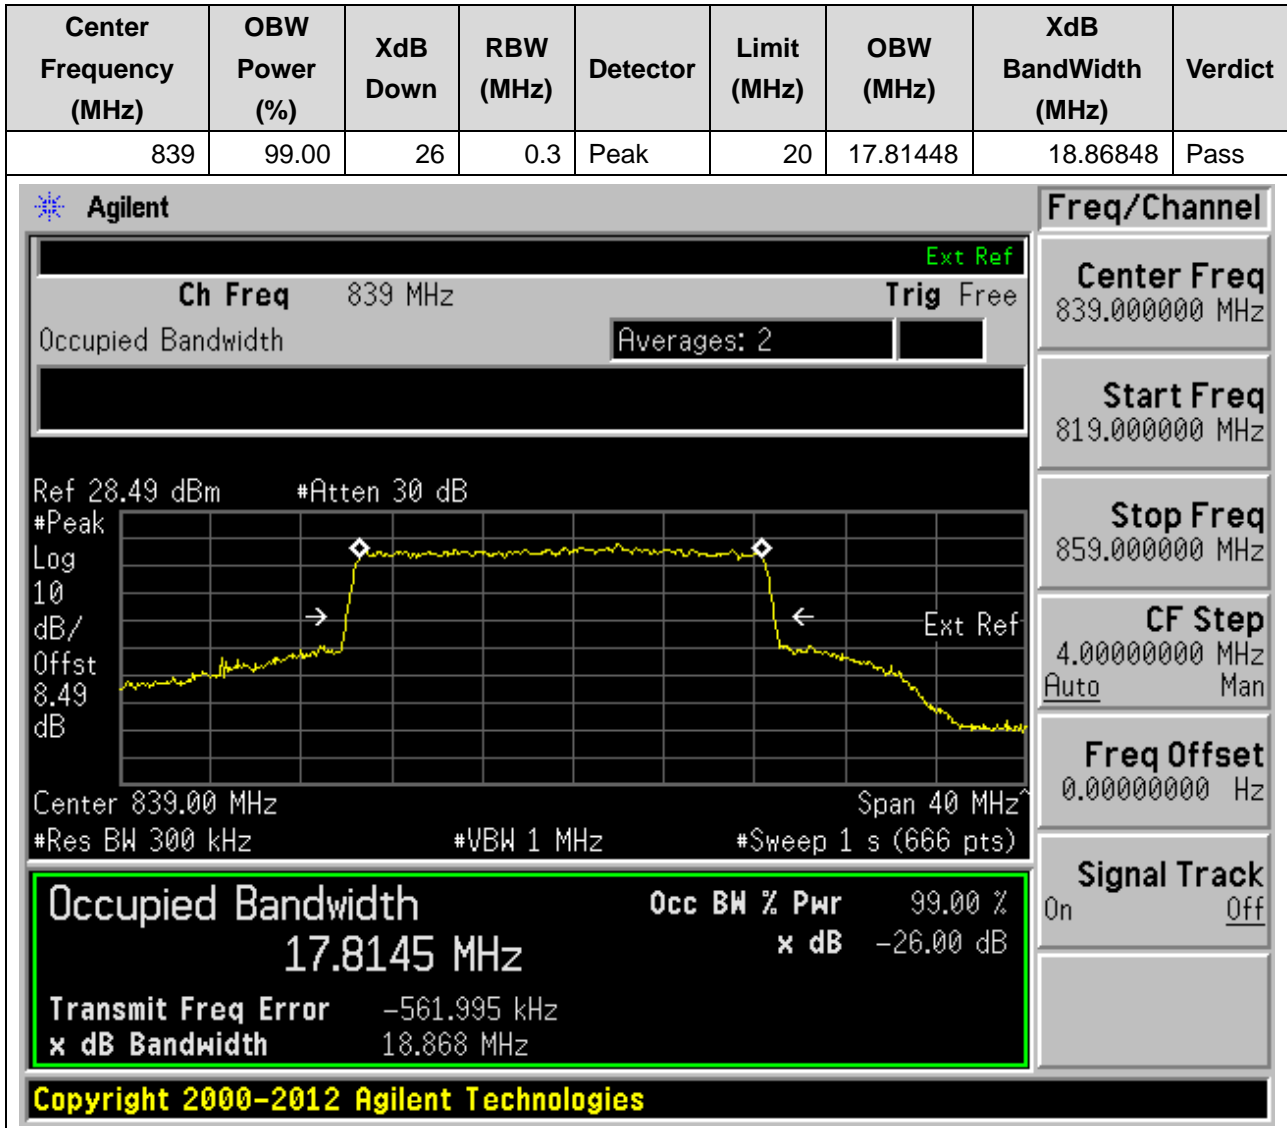 Center Frequency (MHz) OBW Power (%) XdB Down RBW (MHz) Detector Limit (MHz) OBW (MHz) XdB BandWidth (MHz) Verdict
839 99.00 26 0.3 Peak 20 17.81448 18.86848 Pass
Agilent
Freq/Channel
Ext Ref
Ch Freq 839 MHz Trig Free
Occupied Bandwidth Averages: 2
Center Freq
839.000000 MHz
Start Freq
819.000000 MHz
Stop Freq
859.000000 MHz
CF Step
4.00000000 MHz
Auto Man
Freq Offset
0.00000000 Hz
Signal Track
On Off
Ref 28.49 dBm #Atten 30 dB
#Peak
Log
10
dB/
Offst
8.49
dB
Ext Ref
Center 839.00 MHz Span 40 MHz^
#Res BW 300 kHz #VBW 1 MHz #Sweep 1 s (666 pts)
Occupied Bandwidth
17.8145 MHz
Occ BW % Pwr 99.00 %
x dB -26.00 dB
Transmit Freq Error -561.995 kHz
x dB Bandwidth 18.868 MHz
Copyright 2000-2012 Agilent Technologies